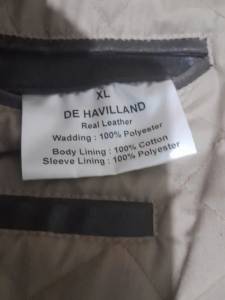 XL
DE HAVILLAND
Real Leather
Wadding : 100% Polyester
Body Lining : 100% Cotton
Sleeve Lining : 100% Polyester